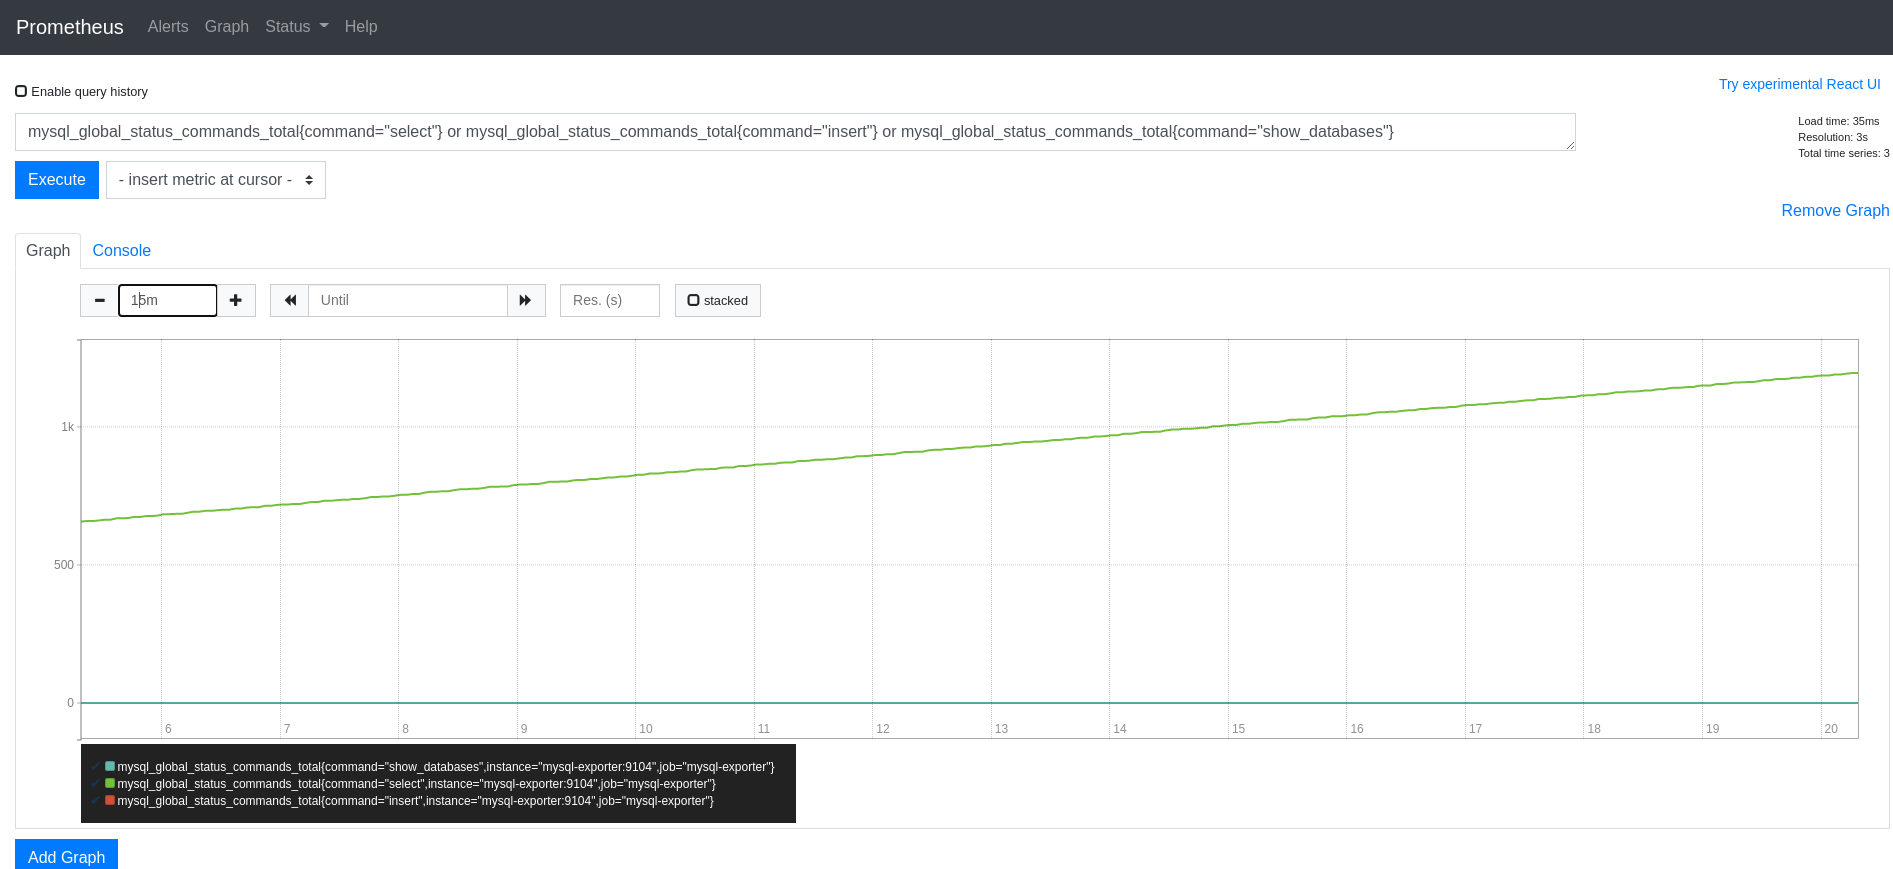 Prometheus Alerts Graph Status Help
Enable query history
Try experimental React UI
mysql_global_status_commands_total{command="select"} or mysql_global_status_commands_total{command="insert"} or mysql_global_status_commands_total{command="show_databases"}
Load time: 35ms
Resolution: 3s
Total time series: 3
Execute - insert metric at cursor -
Remove Graph
Graph Console
15m Until Res. (s) stacked
1k
500
0
6 7 8 9 10 11 12 13 14 15 16 17 18 19 20
mysql_global_status_commands_total{command="show_databases",instance="mysql-exporter:9104",job="mysql-exporter"}
mysql_global_status_commands_total{command="select",instance="mysql-exporter:9104",job="mysql-exporter"}
mysql_global_status_commands_total{command="insert",instance="mysql-exporter:9104",job="mysql-exporter"}
Add Graph